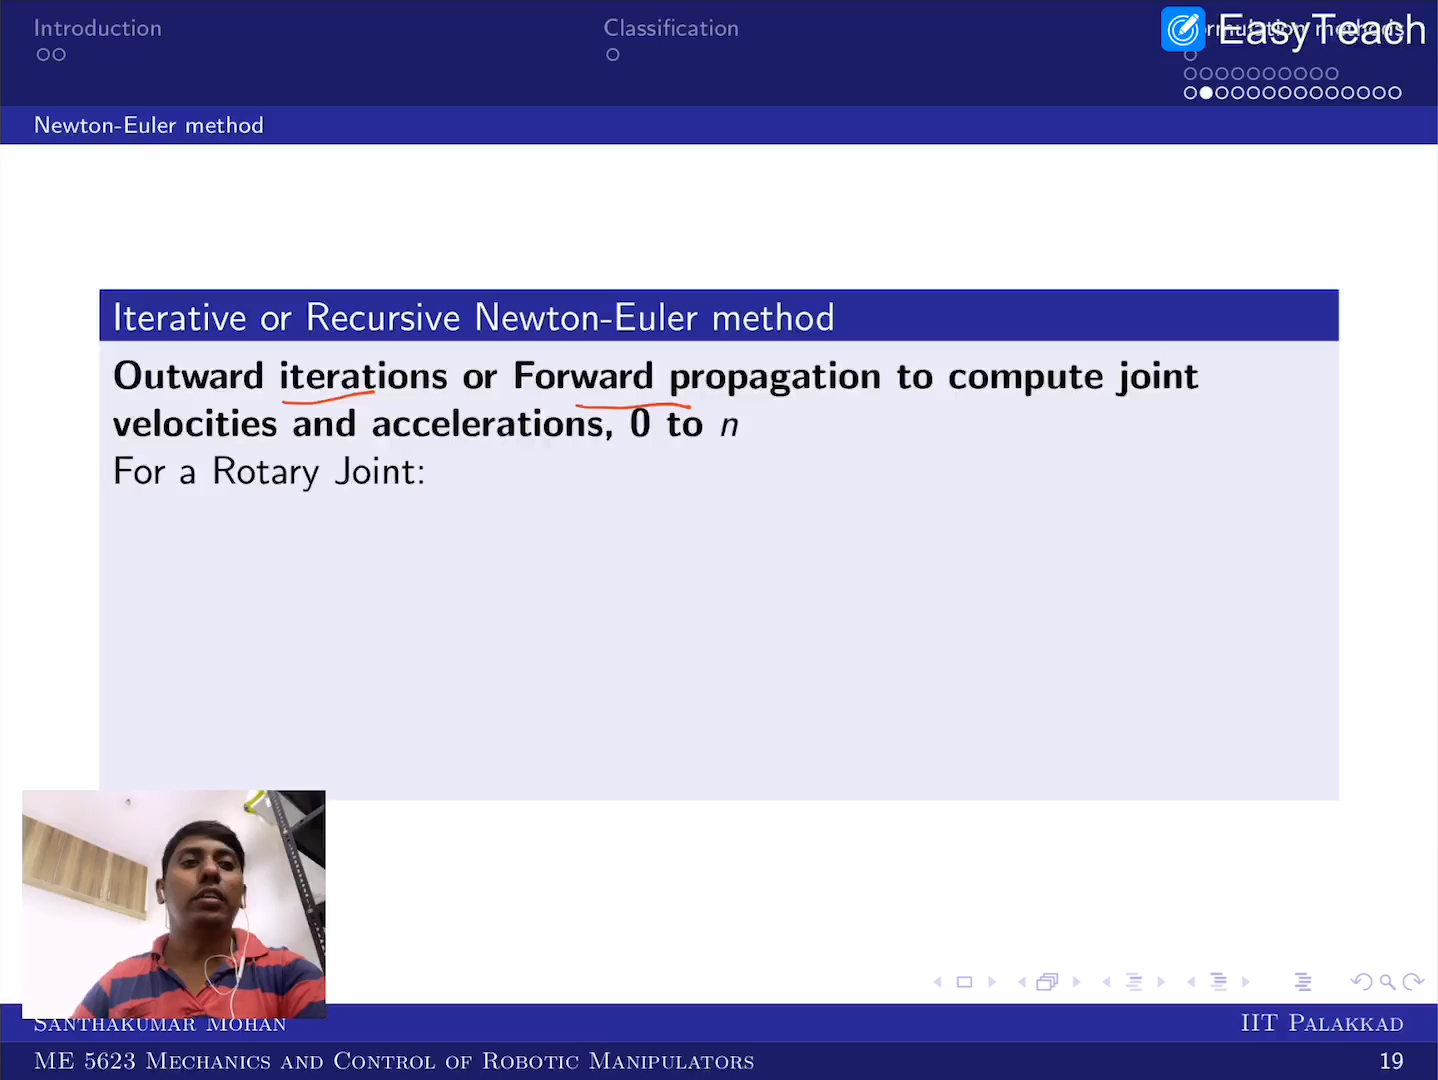 Introduction
Classification
EasyTeach
Newton-Euler method
Iterative or Recursive Newton-Euler method
Outward iterations or Forward propagation to compute joint
velocities and accelerations, 0 to n
For a Rotary Joint:
Santhakumar Mohan
IIT Palakkad
ME 5623 Mechanics and Control of Robotic Manipulators
19